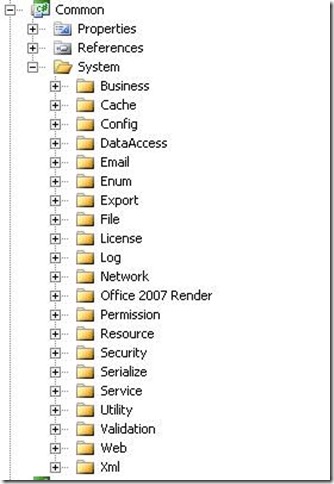 Common
Properties
References
System
Business
Cache
Config
DataAccess
Email
Enum
Export
File
License
Log
Network
Office 2007 Render
Permission
Resource
Security
Serialize
Service
Utility
Validation
Web
Xml